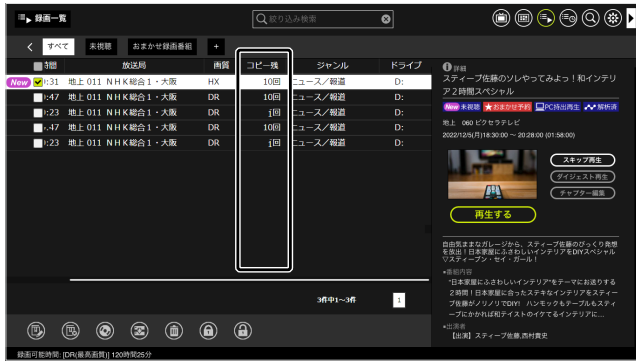 録画一覧
絞り込み検索
すべて 未視聴 おまかせ録画番組 +
時間 放送局 画質 コピー残 ジャンル ドライブ
New :31 地上 011 ＮＨＫ総合１・大阪 HX 10回 ニュース／報道 D:
:47 地上 011 ＮＨＫ総合１・大阪 DR 10回 ニュース／報道 D:
:23 地上 011 ＮＨＫ総合１・大阪 DR 1回 ニュース／報道 D:
:47 地上 011 ＮＨＫ総合１・大阪 DR 10回 ニュース／報道 D:
:23 地上 011 ＮＨＫ総合１・大阪 DR 1回 ニュース／報道 D:
3件中1～3件 1
録画可能時間: [DR(最高画質)] 120時間25分
詳細
スティーブ佐藤のソレやってみよっ！和インテリ
ア２時間スペシャル
New 未視聴 ★おまかせ予約 PC持出再生 解析済
地上 060 ピクセラテレビ
2022/12/5(月)18:30:00 ～ 20:28:00 (01:58:00)
スキップ再生
ダイジェスト再生
チャプター編集
再生する
自由気ままなガレージから、スティーブ佐藤のびっくり発想
を放出！日本家屋にふさわしいインテリアをDIYスペシャル
▽スティーブン・セイ・ガール！
●番組内容
"日本家屋にふさわしいインテリア"をテーマにお送りする
２時間！日本家屋に合ったステキなインテリアをスティー
ブ佐藤がノリノリでDIY! ハンモックもテーブルもスティ
ーブにかかれば和テイストのイケてるインテリアに…
●出演者
【出演】スティーブ佐藤,西村貴史